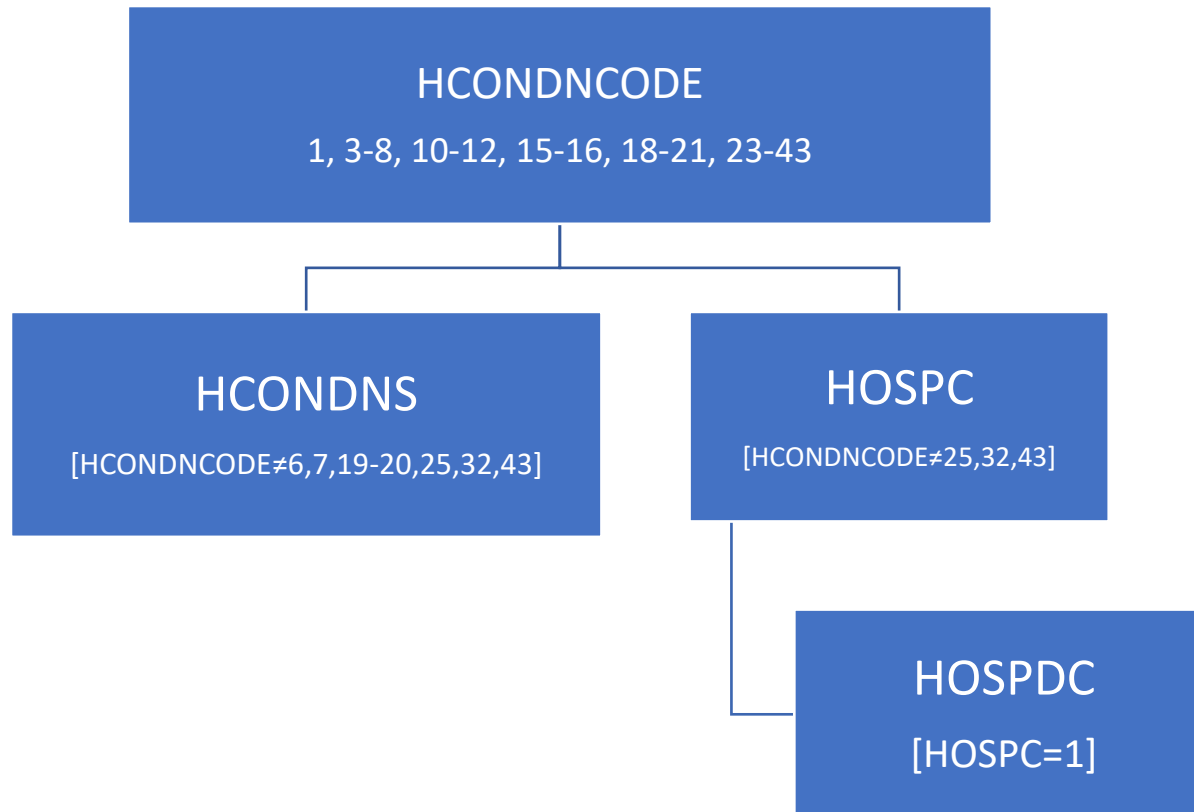 HCONDNCODE
1, 3-8, 10-12, 15-16, 18-21, 23-43
HCONDNS
[HCONDNCODE≠6,7,19-20,25,32,43]
HOSPC
[HCONDNCODE≠25,32,43]
HOSPDC
[HOSPC=1]